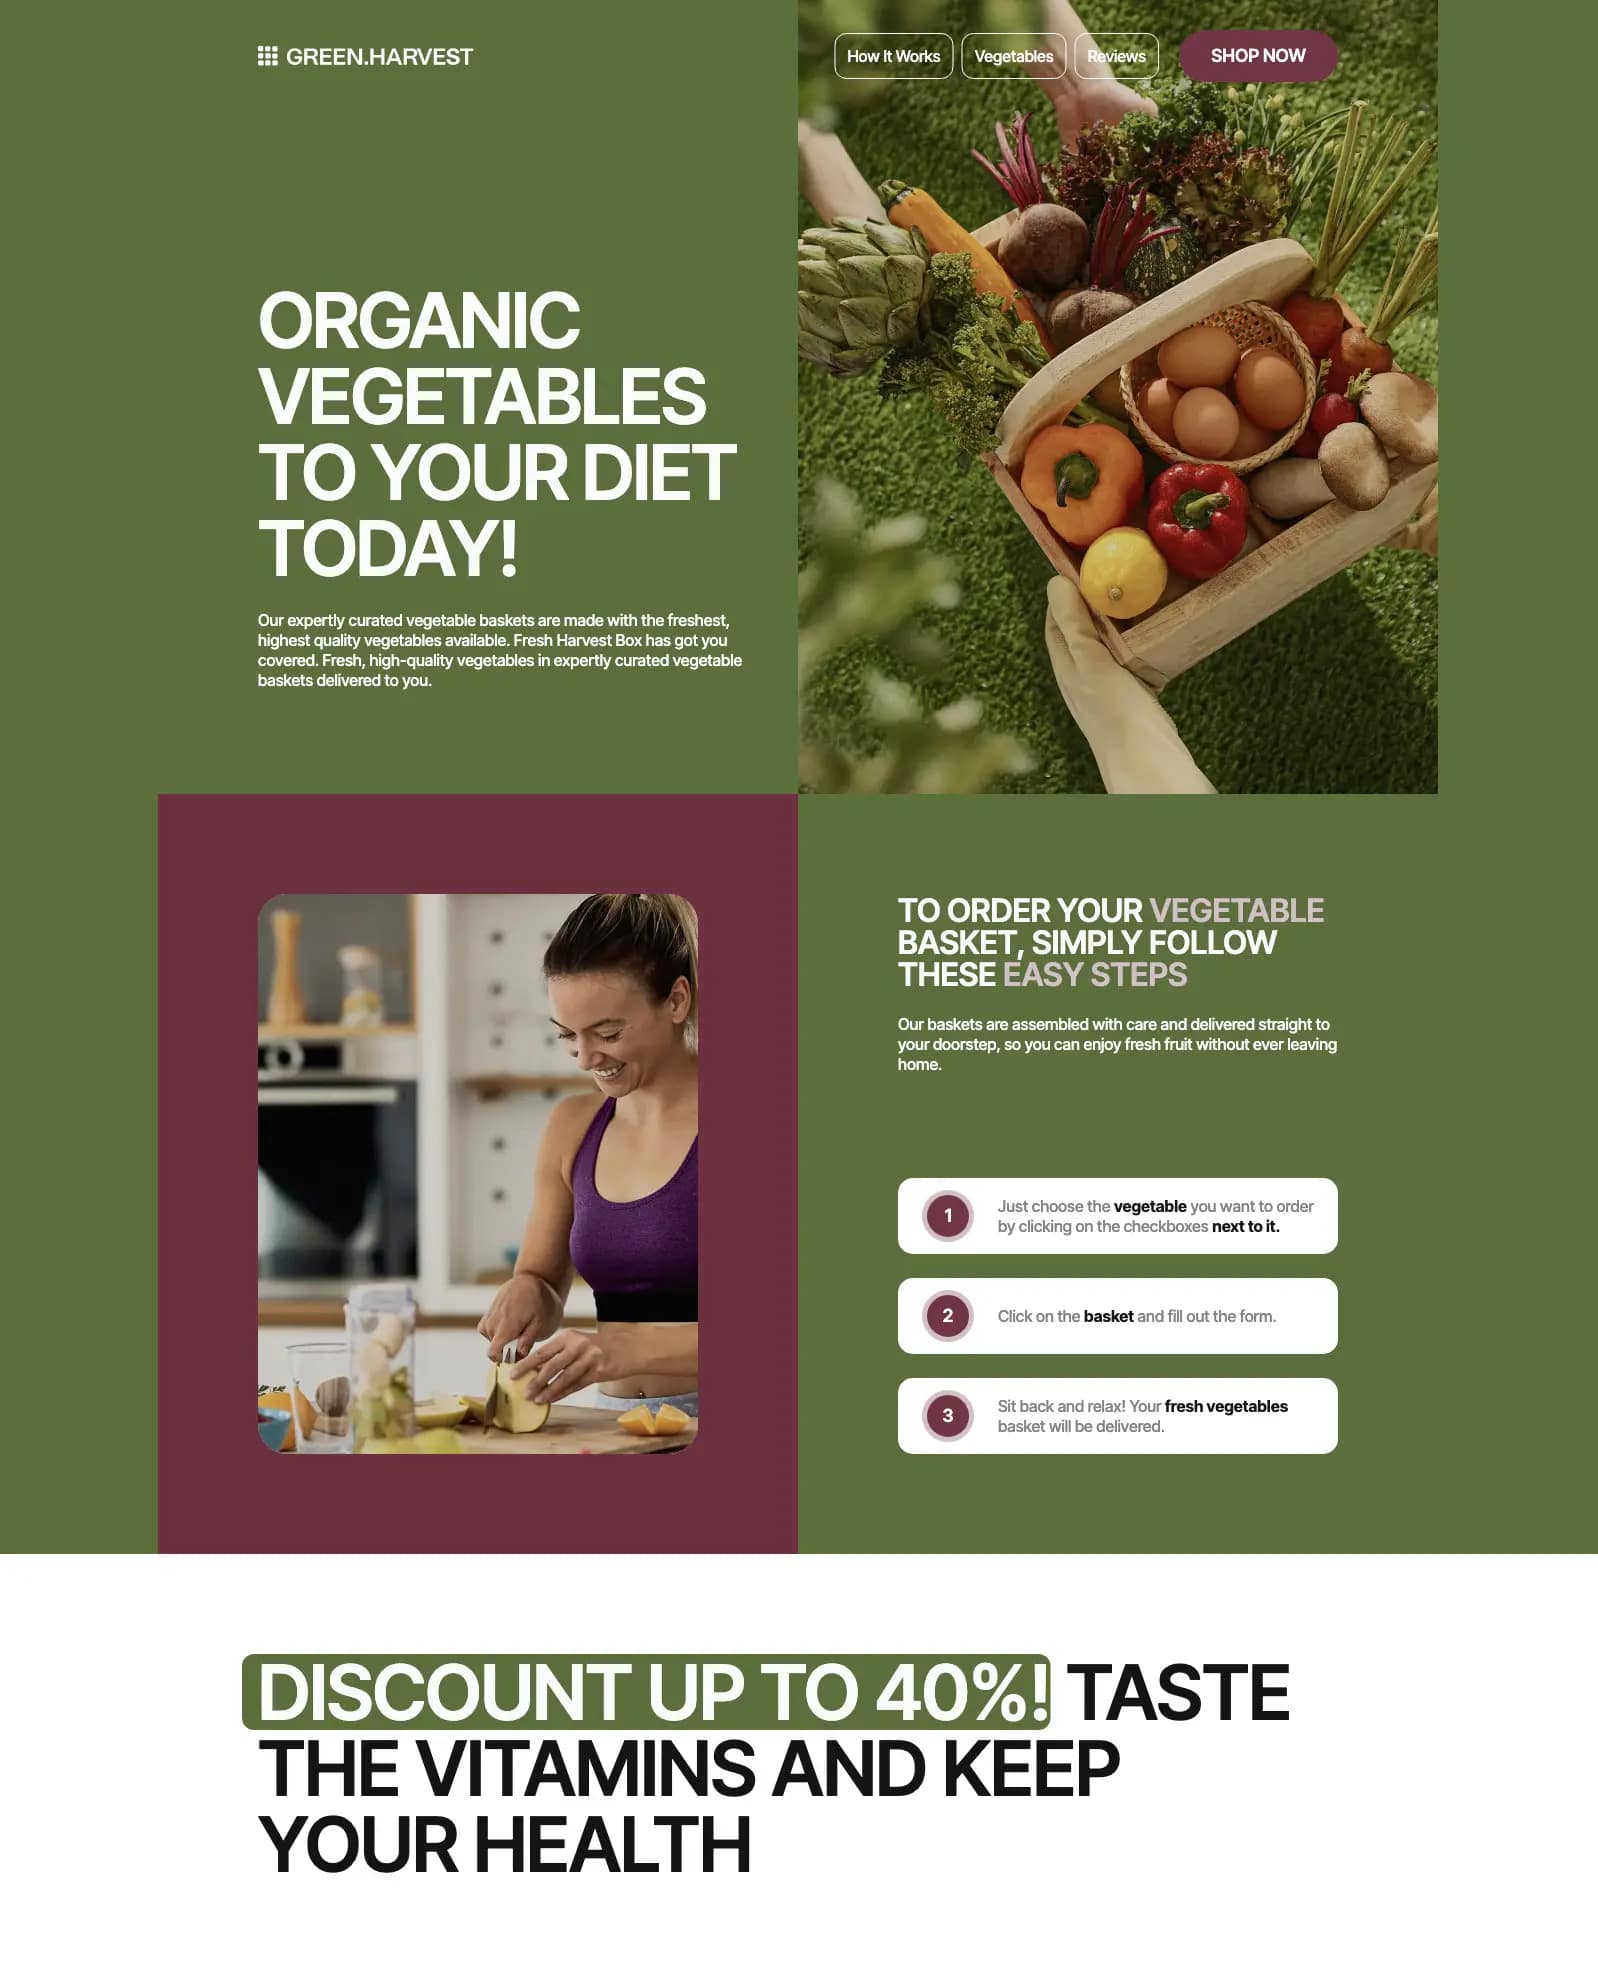 GREEN.HARVEST
How It Works
Vegetables
Reviews
SHOP NOW
ORGANIC
VEGETABLES
TO YOUR DIET
TODAY!
Our expertly curated vegetable baskets are made with the freshest,
highest quality vegetables available. Fresh Harvest Box has got you
covered. Fresh, high-quality vegetables in expertly curated vegetable
baskets delivered to you.
TO ORDER YOUR VEGETABLE
BASKET, SIMPLY FOLLOW
THESE EASY STEPS
Our baskets are assembled with care and delivered straight to
your doorstep, so you can enjoy fresh fruit without ever leaving
home.
1
Just choose the vegetable you want to order
by clicking on the checkboxes next to it.
2
Click on the basket and fill out the form.
3
Sit back and relax! Your fresh vegetables
basket will be delivered.
DISCOUNT UP TO 40%! TASTE
THE VITAMINS AND KEEP
YOUR HEALTH